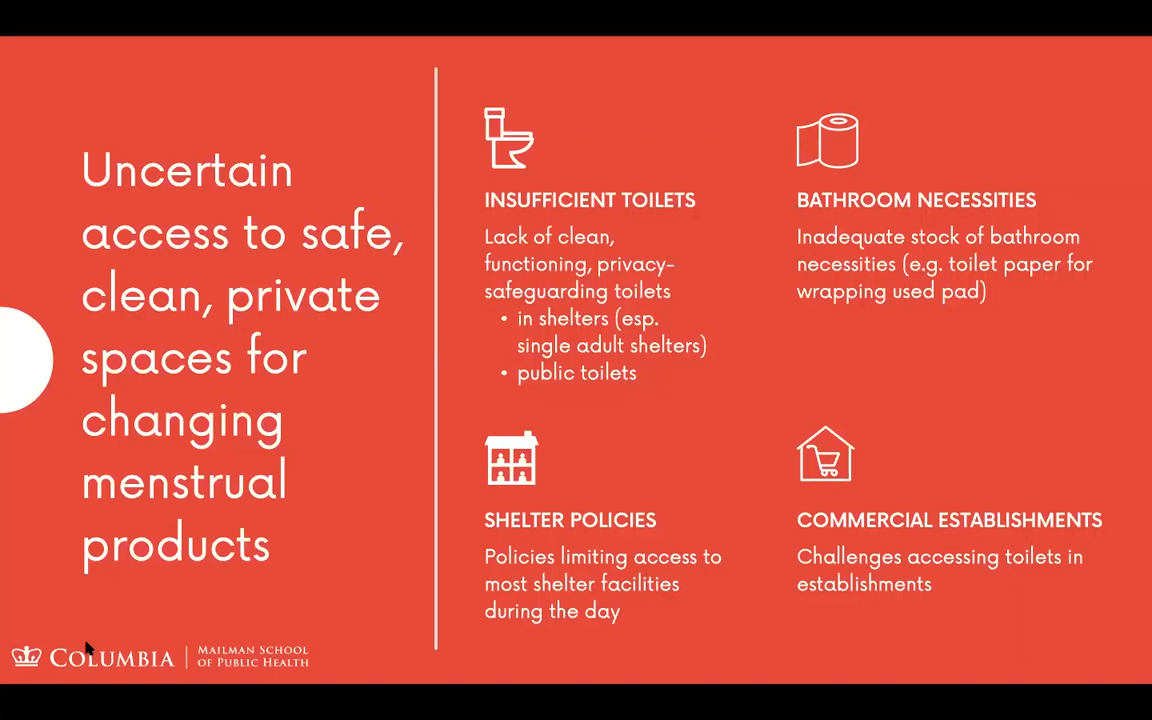 Uncertain
access to safe,
clean, private
spaces for
changing
menstrual
products
INSUFFICIENT TOILETS
Lack of clean,
functioning, privacy-
safeguarding toilets
• in shelters (esp.
single adult shelters)
• public toilets
BATHROOM NECESSITIES
Inadequate stock of bathroom
necessities (e.g. toilet paper for
wrapping used pad)
SHELTER POLICIES
Policies limiting access to
most shelter facilities
during the day
COMMERCIAL ESTABLISHMENTS
Challenges accessing toilets in
establishments
COLUMBIA
MAILMAN SCHOOL
OF PUBLIC HEALTH